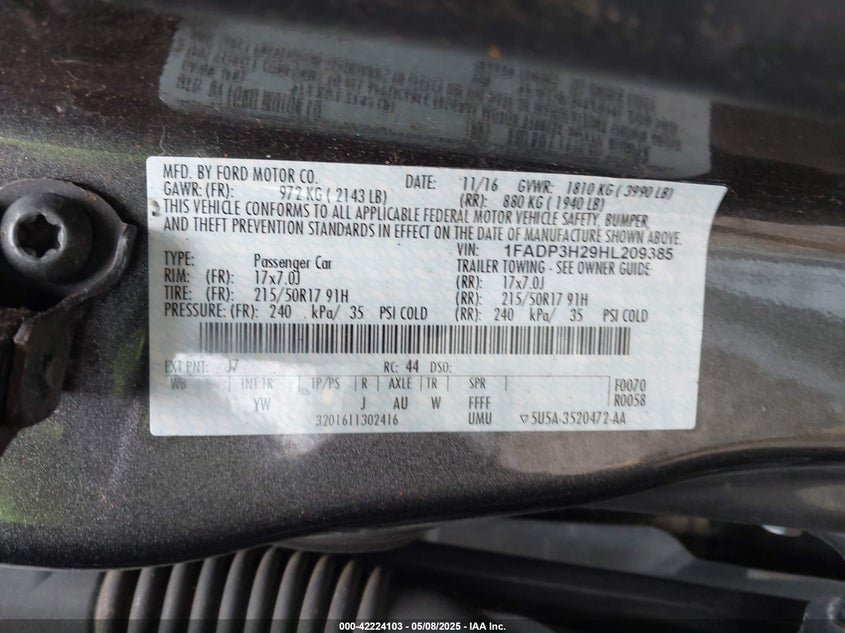 MFD. BY FORD MOTOR CO. DATE: 11/16 GVWR: 1810 KG ( 3990 LB)
GAWR: (FR): 972 KG ( 2143 LB) (RR): 880 KG ( 1940 LB)
THIS VEHICLE CONFORMS TO ALL APPLICABLE FEDERAL MOTOR VEHICLE SAFETY, BUMPER,
AND THEFT PREVENTION STANDARDS IN EFFECT ON THE DATE OF MANUFACTURE SHOWN ABOVE.
VIN: 1FADP3H29HL209385
TYPE: Passenger Car TRAILER TOWING - SEE OWNER GUIDE
RIM: (FR): 17x7.0J (RR): 17x7.0J
TIRE: (FR): 215/50R17 91H (RR): 215/50R17 91H
PRESSURE: (FR): 240 kPa/ 35 PSI COLD (RR): 240 kPa/ 35 PSI COLD
EXT PNT: J7 RC: 44 DSO:
WB INT TR TP/PS R AXLE TR SPR F0070
YW J AU W FFFF R0058
3201611302416 UMU ▽5U5A-3520472-AA
000-42224103 - 05/08/2025 - IAA Inc.